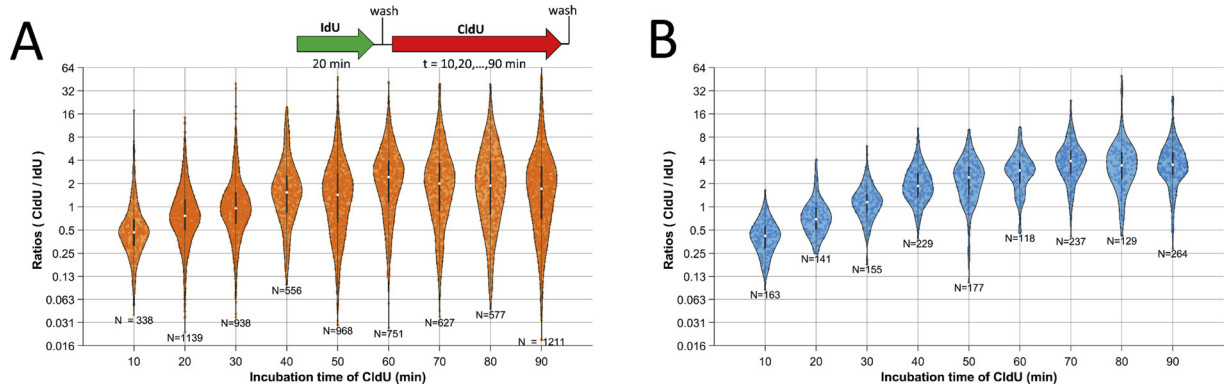 A
wash
wash
IdU
CldU
20 min
t = 10,20,...,90 min
64
32
16
8
4
2
1
0.5
0.25
0.13
0.063
0.031
0.016
Ratios ( CldU / IdU)
N = 338
N=1139
N=938
N=556
N=968
N=751
N=627
N=577
N = 1211
10 20 30 40 50 60 70 80 90
Incubation time of CldU (min)
B
64
32
16
8
4
2
1
0.5
0.25
0.13
0.063
0.031
0.016
Ratios ( CldU / IdU)
N=163
N=141
N=155
N=229
N=177
N=118
N=237
N=129
N=264
10 20 30 40 50 60 70 80 90
Incubation time of CldU (min)